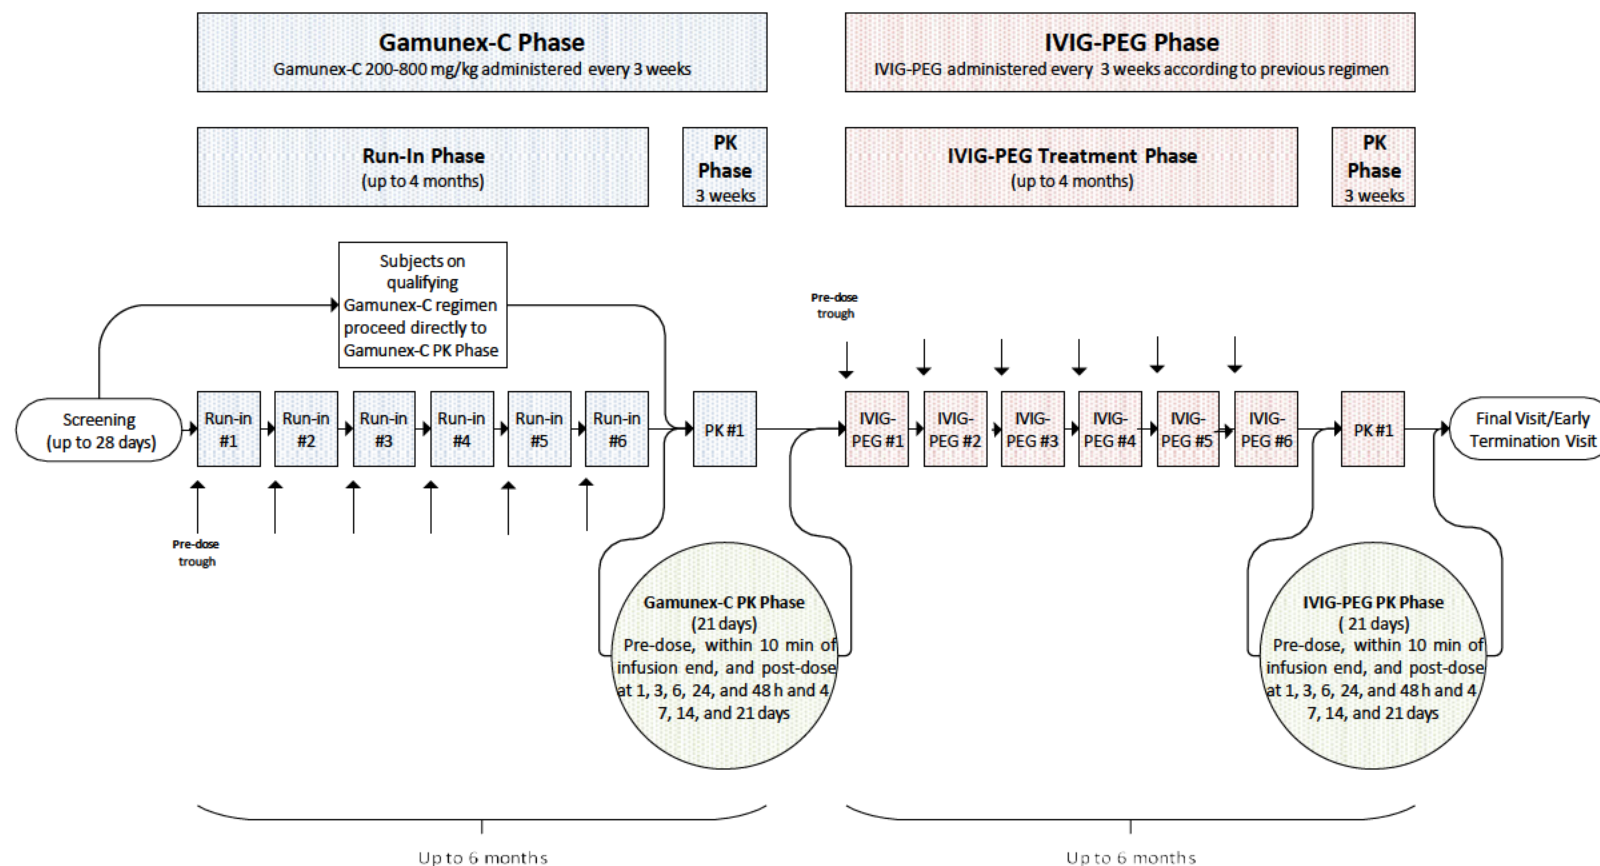 Gamunex-C Phase
Gamunex-C 200-800 mg/kg administered every 3 weeks
IVIG-PEG Phase
IVIG-PEG administered every 3 weeks according to previous regimen
Run-In Phase
(up to 4 months)
PK
Phase
3 weeks
IVIG-PEG Treatment Phase
(up to 4 months)
PK
Phase
3 weeks
Subjects on
qualifying
Gamunex-C regimen
proceed directly to
Gamunex-C PK Phase
Pre-dose
trough
Screening
(up to 28 days)
Run-in
#1
Run-in
#2
Run-in
#3
Run-in
#4
Run-in
#5
Run-in
#6
PK #1
IVIG-
PEG #1
IVIG-
PEG #2
IVIG-
PEG #3
IVIG-
PEG #4
IVIG-
PEG #5
IVIG-
PEG #6
PK #1
Final Visit/Early
Termination Visit
Pre-dose
trough
Gamunex-C PK Phase
(21 days)
Pre-dose, within 10 min of
infusion end, and post-dose
at 1, 3, 6, 24, and 48 h and 4,
7, 14, and 21 days
IVIG-PEG PK Phase
( 21 days)
Pre-dose, within 10 min of
infusion end, and post-dose
at 1, 3, 6, 24, and 48 h and 4,
7, 14, and 21 days
Up to 6 months
Up to 6 months